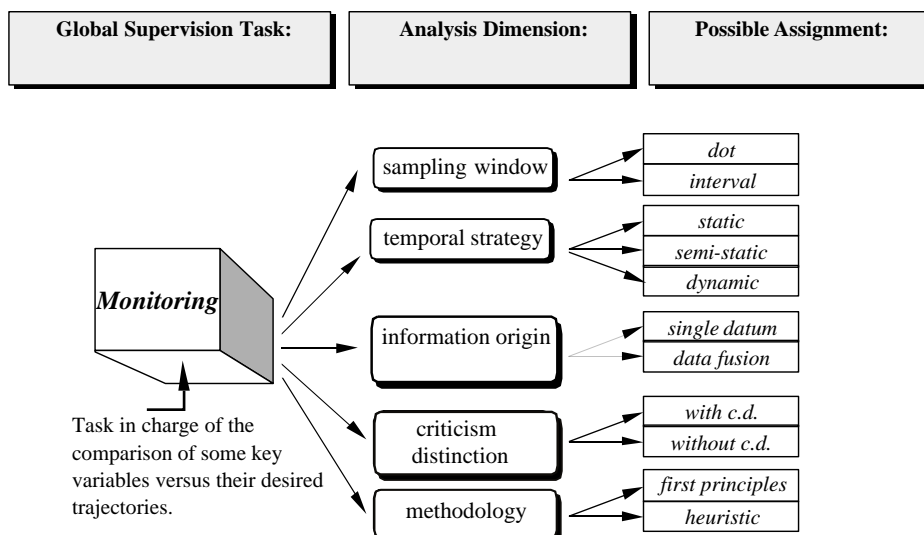 Global Supervision Task:
Analysis Dimension:
Possible Assignment:
sampling window
dot
interval
temporal strategy
static
semi-static
dynamic
Monitoring
information origin
single datum
data fusion
Task in charge of the
comparison of some key
variables versus their desired
trajectories.
criticism
distinction
with c.d.
without c.d.
methodology
first principles
heuristic